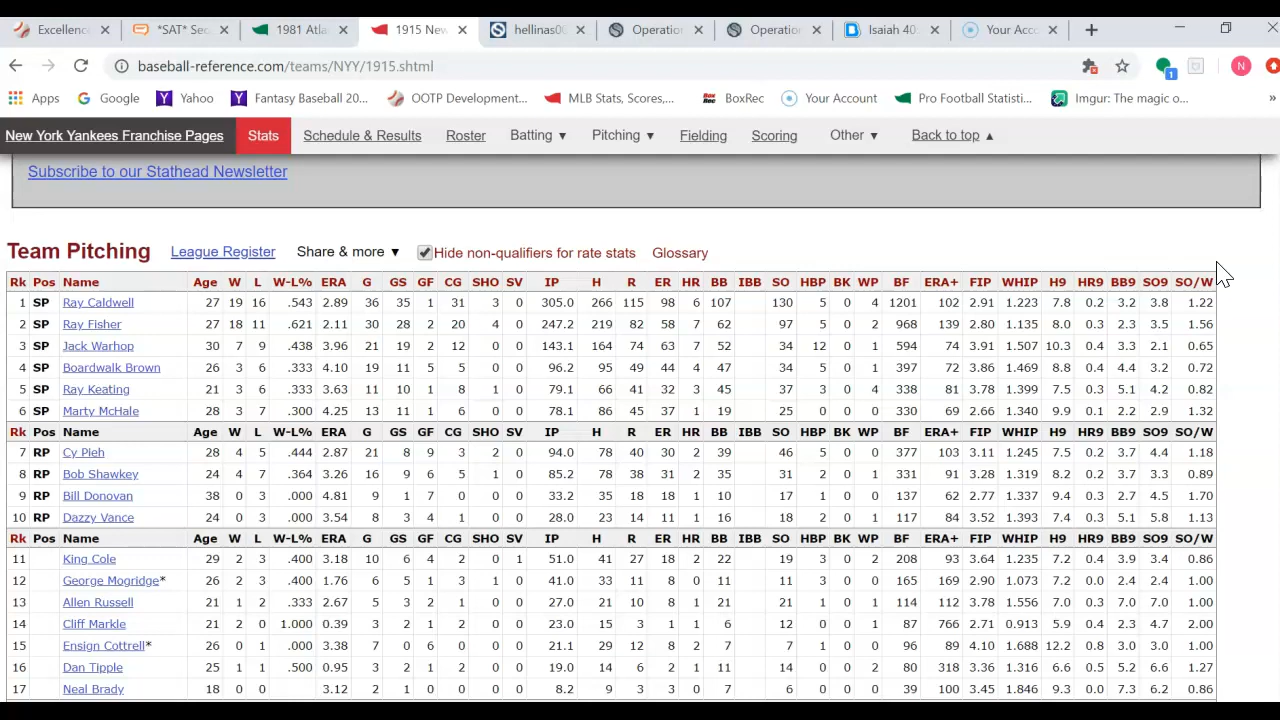 Excellence *SAT* Sec 1981 Atla 1915 New hellinas00 Operation Operation Isaiah 40 Your Acc
baseball-reference.com/teams/NYY/1915.shtml N
Apps Google Yahoo Fantasy Baseball 20... OOTP Development... MLB Stats, Scores,... BoxRec BoxRec Your Account Pro Football Statisti... Imgur: The magic o... »
New York Yankees Franchise Pages Stats Schedule & Results Roster Batting ▼ Pitching ▼ Fielding Scoring Other ▼ Back to top ▲
Subscribe to our Stathead Newsletter
Team Pitching League Register Share & more ▼ Hide non-qualifiers for rate stats Glossary
Rk Pos Name Age W L W-L% ERA G GS GF CG SHO SV IP H R ER HR BB IBB SO HBP BK WP BF ERA+ FIP WHIP H9 HR9 BB9 SO9 SO/W
1 SP Ray Caldwell 27 19 16 .543 2.89 36 35 1 31 3 0 305.0 266 115 98 6 107 130 5 0 4 1201 102 2.91 1.223 7.8 0.2 3.2 3.8 1.22
2 SP Ray Fisher 27 18 11 .621 2.11 30 28 2 20 4 0 247.2 219 82 58 7 62 97 5 0 2 968 139 2.80 1.135 8.0 0.3 2.3 3.5 1.56
3 SP Jack Warhop 30 7 9 .438 3.96 21 19 2 12 0 0 143.1 164 74 63 7 52 34 12 0 2 594 74 3.91 1.507 10.3 0.4 3.3 2.1 0.65
4 SP Boardwalk Brown 26 3 6 .333 4.10 19 11 5 5 0 0 96.2 95 49 44 4 47 34 5 0 1 397 72 3.86 1.469 8.8 0.4 4.4 3.2 0.72
5 SP Ray Keating 21 3 6 .333 3.63 11 10 1 8 1 0 79.1 66 41 32 3 45 37 3 0 4 338 81 3.78 1.399 7.5 0.3 5.1 4.2 0.82
6 SP Marty McHale 28 3 7 .300 4.25 13 11 1 6 0 0 78.1 86 45 37 1 19 25 0 0 0 330 69 2.66 1.340 9.9 0.1 2.2 2.9 1.32
Rk Pos Name Age W L W-L% ERA G GS GF CG SHO SV IP H R ER HR BB IBB SO HBP BK WP BF ERA+ FIP WHIP H9 HR9 BB9 SO9 SO/W
7 RP Cy Pieh 28 4 5 .444 2.87 21 8 9 3 2 0 94.0 78 40 30 2 39 46 5 0 0 377 103 3.11 1.245 7.5 0.2 3.7 4.4 1.18
8 RP Bob Shawkey 24 4 7 .364 3.26 16 9 6 5 1 0 85.2 78 38 31 2 35 31 2 0 1 331 91 3.28 1.319 8.2 0.2 3.7 3.3 0.89
9 RP Bill Donovan 38 0 3 .000 4.81 9 1 7 0 0 0 33.2 35 18 18 1 10 17 1 0 0 137 62 2.77 1.337 9.4 0.3 2.7 4.5 1.70
10 RP Dazzy Vance 24 0 3 .000 3.54 8 3 4 1 0 0 28.0 23 14 11 1 16 18 2 0 1 117 84 3.52 1.393 7.4 0.3 5.1 5.8 1.13
Rk Pos Name Age W L W-L% ERA G GS GF CG SHO SV IP H R ER HR BB IBB SO HBP BK WP BF ERA+ FIP WHIP H9 HR9 BB9 SO9 SO/W
11 King Cole 29 2 3 .400 3.18 10 6 4 2 0 1 51.0 41 27 18 2 22 19 3 0 2 208 93 3.64 1.235 7.2 0.4 3.9 3.4 0.86
12 George Mogridge* 26 2 3 .400 1.76 6 5 1 3 1 0 41.0 33 11 8 0 11 11 3 0 0 165 169 2.90 1.073 7.2 0.0 2.4 2.4 1.00
13 Allen Russell 21 1 2 .333 2.67 5 3 2 1 0 0 27.0 21 10 8 1 21 21 1 0 1 114 112 3.78 1.556 7.0 0.3 7.0 7.0 1.00
14 Cliff Markle 21 2 0 1.000 0.39 3 2 1 2 0 0 23.0 15 3 1 1 6 12 0 0 1 87 766 2.71 0.913 5.9 0.4 2.3 4.7 2.00
15 Ensign Cottrell* 26 0 1 .000 3.38 7 0 6 0 0 0 21.1 29 12 8 2 7 7 1 0 0 96 89 4.10 1.688 12.2 0.8 3.0 3.0 1.00
16 Dan Tipple 25 1 1 .500 0.95 3 2 1 2 0 0 19.0 14 6 2 1 11 14 0 0 2 80 318 3.36 1.316 6.6 0.5 5.2 6.6 1.27
17 Neal Brady 18 0 0 3.12 2 1 0 0 0 0 8.2 9 3 3 0 7 6 0 0 0 39 100 3.45 1.846 9.3 0.0 7.3 6.2 0.86